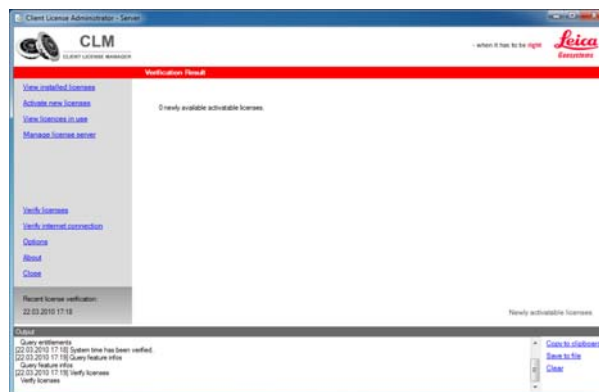 Client License Administrator - Server
CLM
CLIENT LICENSE MANAGER
- when it has to be right
Leica
Geosystems
Verification Result
View installed licenses
Activate new licenses
View licences in use
Manage license server
0 newly available activatable licenses.
Verify licenses
Verify internet connection
Options
About
Close
Recent license verification:
22.03.2010 17:18
Newly activatable licenses
Output
Query entitlements
[22.03.2010 17:18] System time has been verified.
[22.03.2010 17:19] Query feature infos
Query feature infos
[22.03.2010 17:19] Verify licenses
Verify licenses
Copy to clipboard
Save to file
Clear